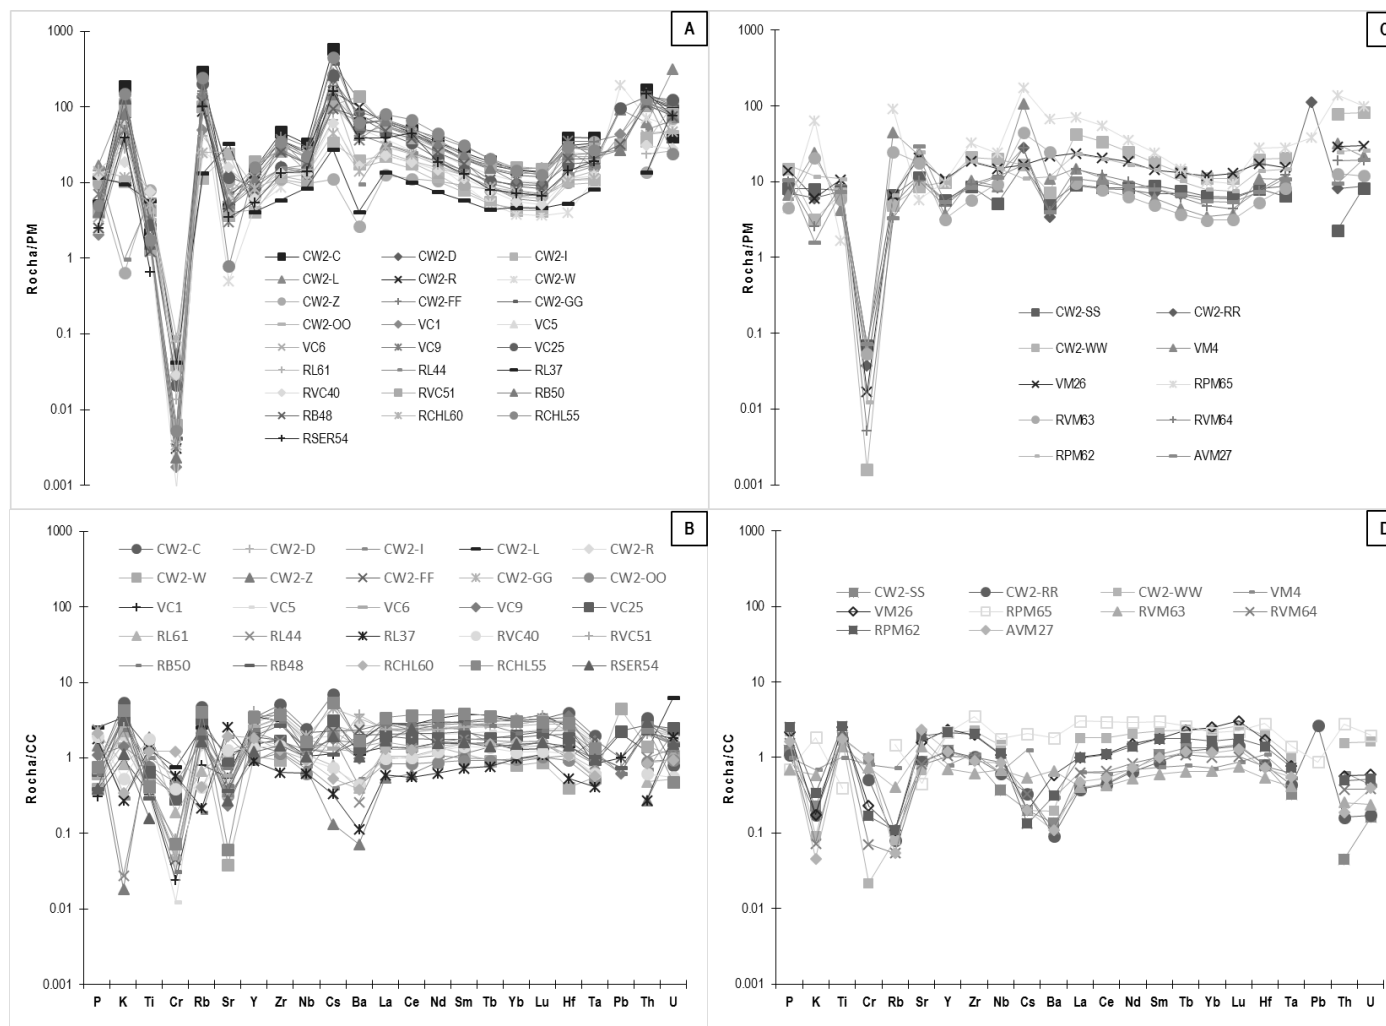 A
1000
100
10
1
0.1
0.01
0.001
Rocha/PM
CW2-C CW2-D CW2-I
CW2-L CW2-R CW2-W
CW2-Z CW2-FF CW2-GG
CW2-OO VC1 VC5
VC6 VC9 VC25
RL61 RL44 RL37
RVC40 RVC51 RB50
RB48 RCHL60 RCHL55
RSER54
C
1000
100
10
1
0.1
0.01
0.001
Rocha/PM
CW2-SS CW2-RR
CW2-WW VM4
VM26 RPM65
RVM63 RVM64
RPM62 AVM27
B
1000
100
10
1
0.1
0.01
0.001
Rocha/CC
CW2-C CW2-D CW2-I CW2-L CW2-R
CW2-W CW2-Z CW2-FF CW2-GG CW2-OO
VC1 VC5 VC6 VC9 VC25
RL61 RL44 RL37 RVC40 RVC51
RB50 RB48 RCHL60 RCHL55 RSER54
P K Ti Cr Rb Sr Y Zr Nb Cs Ba La Ce Nd Sm Tb Yb Lu Hf Ta Pb Th U
D
1000
100
10
1
0.1
0.01
0.001
Rocha/CC
CW2-SS CW2-RR CW2-WW VM4
VM26 RPM65 RVM63 RVM64
RPM62 AVM27
P K Ti Cr Rb Sr Y Zr Nb Cs Ba La Ce Nd Sm Tb Yb Lu Hf Ta Pb Th U